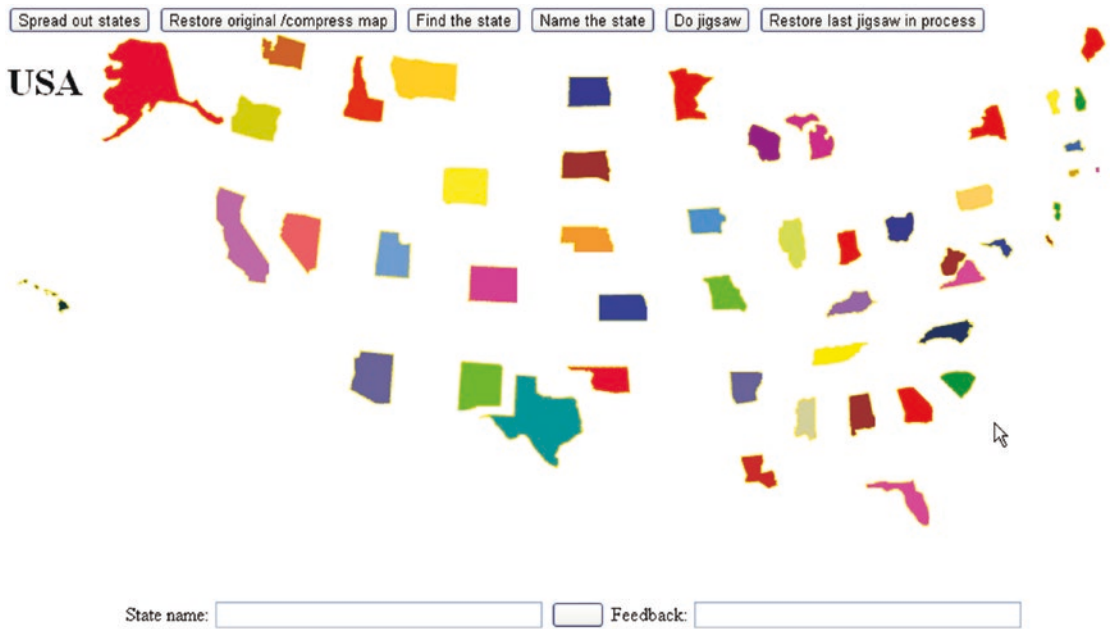 Spread out states Restore original /compress map Find the state Name the state Do jigsaw Restore last jigsaw in process
USA
State name: Feedback: